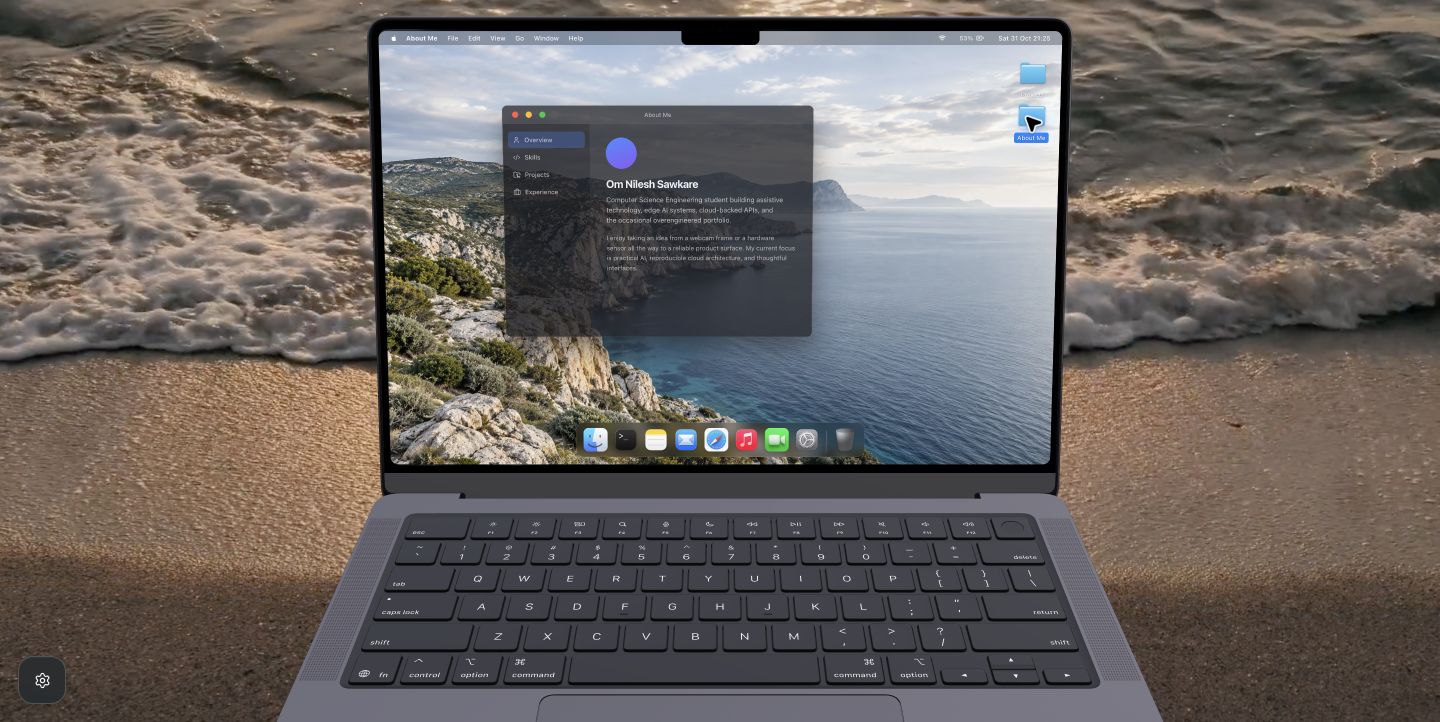 About Me File Edit View Go Window Help
53% Sat 31 Oct 21:25
About Me
About Me
Overview
Skills
Projects
Experience
Om Nilesh Sawkare
Computer Science Engineering student building assistive
technology, edge AI systems, cloud-backed APIs, and
the occasional overengineered portfolio.
I enjoy taking an idea from a webcam frame or a hardware
sensor all the way to a reliable product surface. My current focus
is practical AI, reproducible cloud architecture, and thoughtful
interfaces.
>_
esc F1 F2 F3 F4 F5 F6 F7 F8 F9 F10 F11 F12
~ ! @ # $ % ^ & * ( ) _ +
` 1 2 3 4 5 6 7 8 9 0 - = delete
{ } |
tab Q W E R T Y U I O P [ ] \
: "
caps lock A S D F G H J K L ; ' return
< > ?
shift Z X C V B N M , . / shift
fn control option command command option